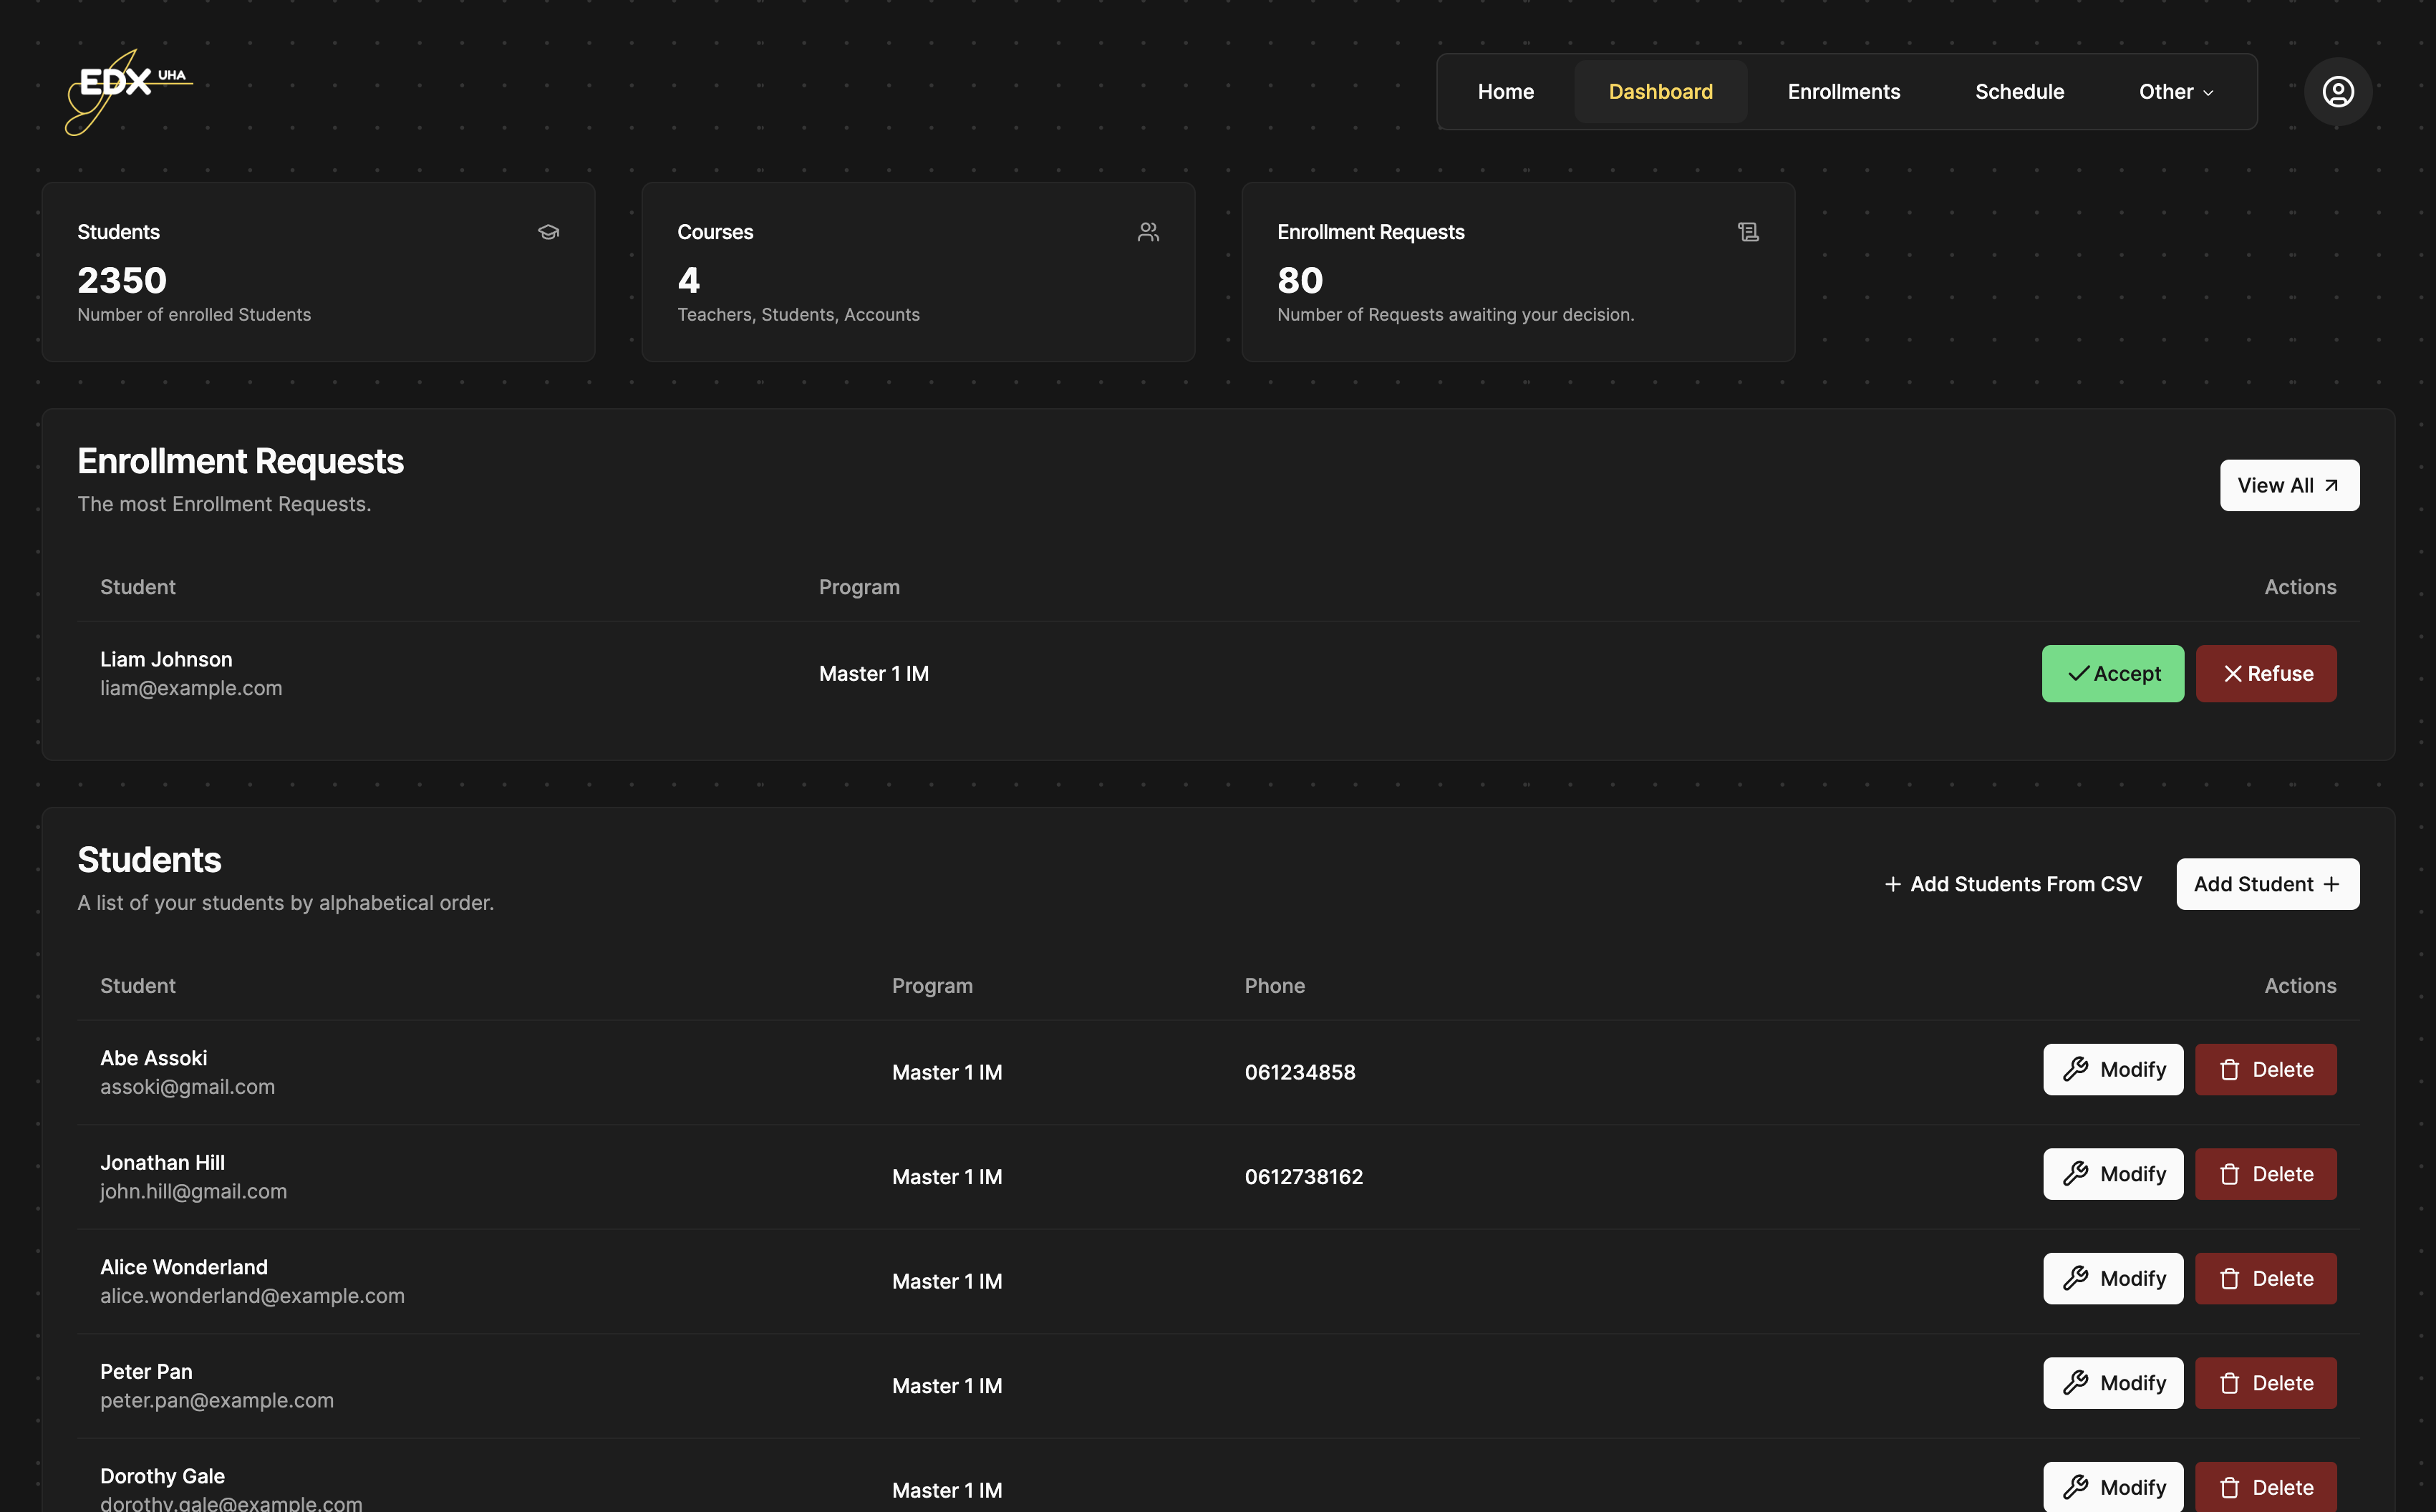 EDX UHA
Home Dashboard Enrollments Schedule Other
Students
2350
Number of enrolled Students
Courses
4
Teachers, Students, Accounts
Enrollment Requests
80
Number of Requests awaiting your decision.
Enrollment Requests
The most Enrollment Requests.
View All
Student Program Actions
Liam Johnson
liam@example.com
Master 1 IM
Accept Refuse
Students
A list of your students by alphabetical order.
Add Students From CSV Add Student
Student Program Phone Actions
Abe Assoki
assoki@gmail.com
Master 1 IM 061234858 Modify Delete
Jonathan Hill
john.hill@gmail.com
Master 1 IM 0612738162 Modify Delete
Alice Wonderland
alice.wonderland@example.com
Master 1 IM Modify Delete
Peter Pan
peter.pan@example.com
Master 1 IM Modify Delete
Dorothy Gale
dorothy.gale@example.com
Master 1 IM Modify Delete